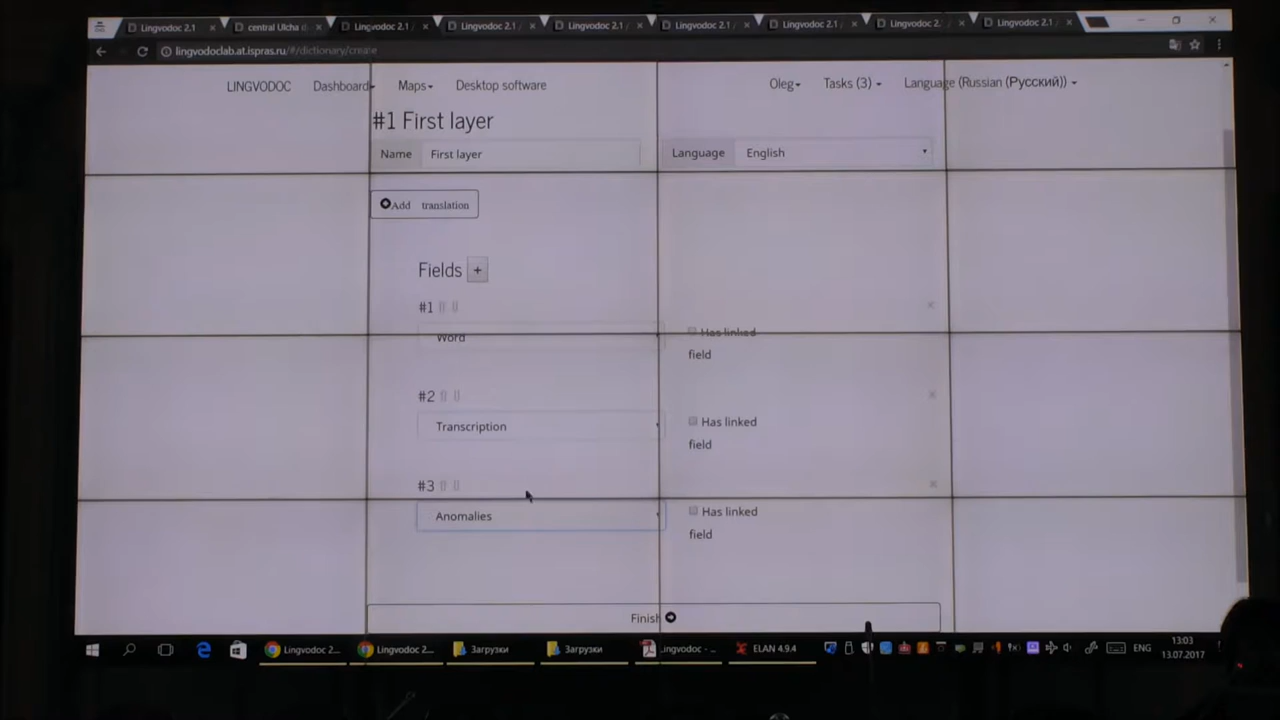 Lingvodoc 2.1
central Ulcha d
Lingvodoc 2.1
Lingvodoc 2.1
Lingvodoc 2.1
Lingvodoc 2.1
Lingvodoc 2.1
Lingvodoc 2.
Lingvodoc 2.1
lingvodoclab.at.ispras.ru/#/dictionary/create
LINGVODOC Dashboard Maps Desktop software Oleg Tasks (3) Language (Russian (Русский))
#1 First layer
Name First layer Language English
Add translation
Fields +
#1
Word Has linked
field
#2
Transcription Has linked
field
#3
Anomalies Has linked
field
Finish
Lingvodoc 2... Lingvodoc 2... Загрузки Загрузки Lingvodoc - ... ELAN 4.9.4 ENG 13:03
13.07.2017